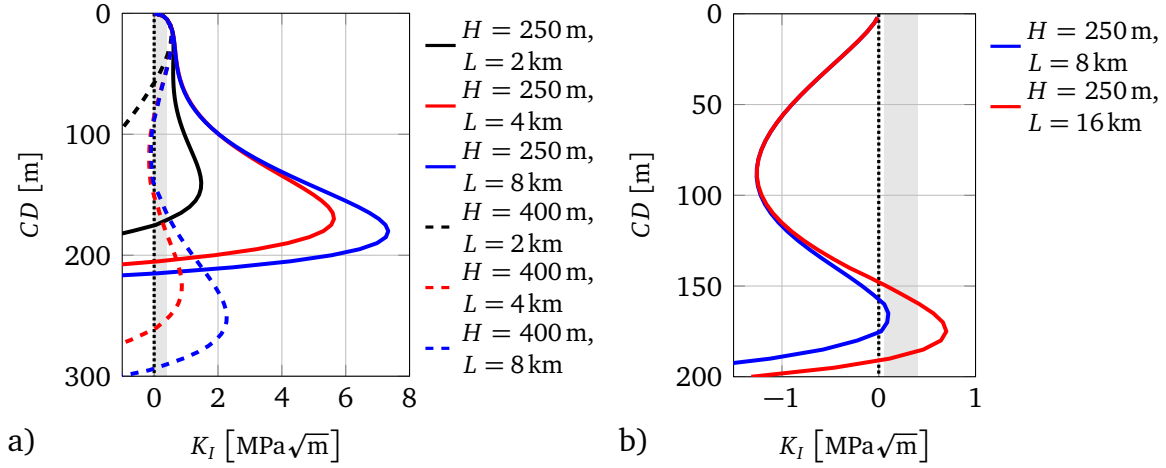 0
100
200
300
CD [m]
0
2
4
6
8
K_I [MPa√m]
a)
H = 250 m,
L = 2 km
H = 250 m,
L = 4 km
H = 250 m,
L = 8 km
H = 400 m,
L = 2 km
H = 400 m,
L = 4 km
H = 400 m,
L = 8 km
0
50
100
150
200
CD [m]
−1
0
1
K_I [MPa√m]
b)
H = 250 m,
L = 8 km
H = 250 m,
L = 16 km